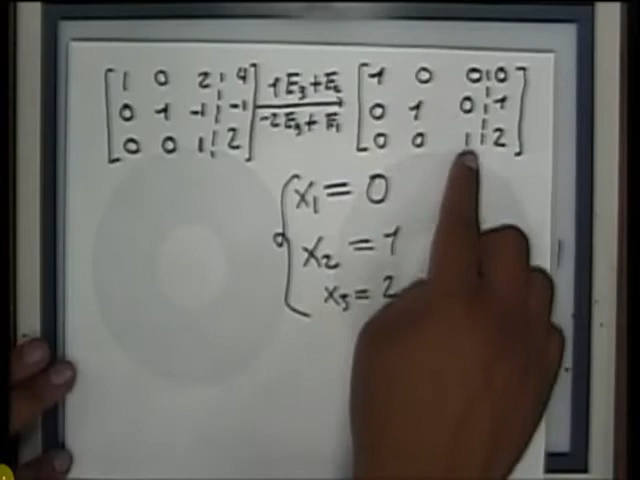 [1 0 2 ¦ 4] 1E3+E2 [1 0 0 ¦ 0]
[0 1 -1 ¦ -1] -2E3+E1 [0 1 0 ¦ 1]
[0 0 1 ¦ 2] [0 0 1 ¦ 2]
x1 = 0
x2 = 1
x3 = 2